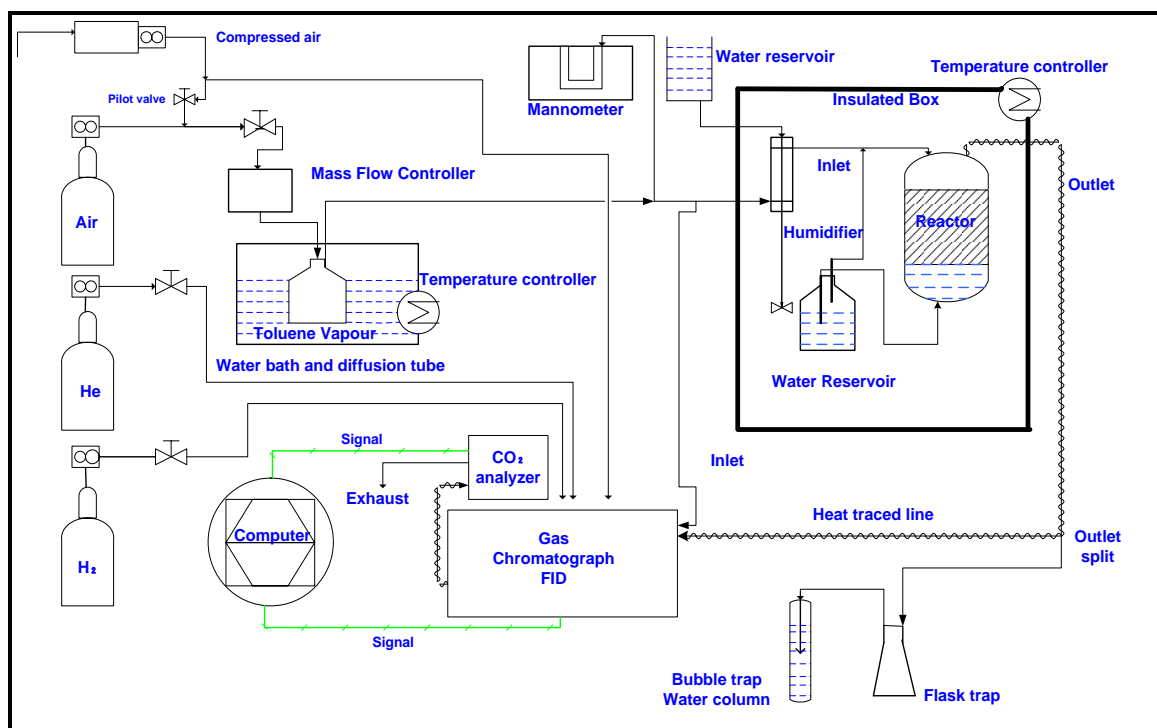 Compressed air
Water reservoir
Temperature controller
Mannometer
Insulated Box
Pilot valve
Inlet
Mass Flow Controller
Outlet
Air
Reactor
Humidifier
Temperature controller
Toluene Vapour
Water bath and diffusion tube
He
Water Reservoir
Signal
CO₂
analyzer
Inlet
Exhaust
Heat traced line
Computer
Gas
Chromatograph
FID
Outlet
split
H₂
Signal
Bubble trap
Water column
Flask trap